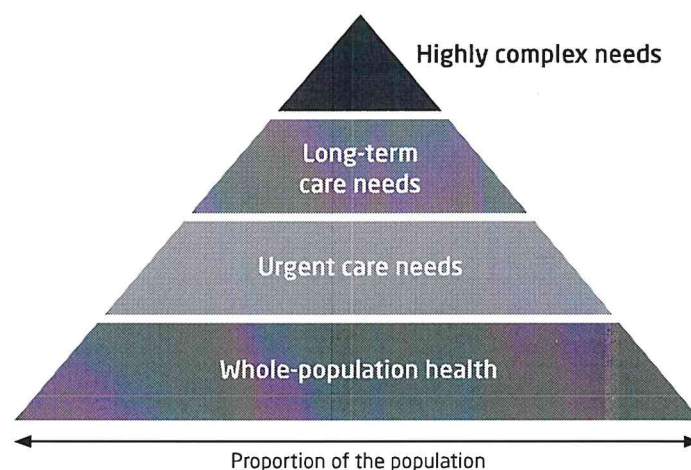 Highly complex needs
Long-term
care needs
Urgent care needs
Whole-population health
Proportion of the population